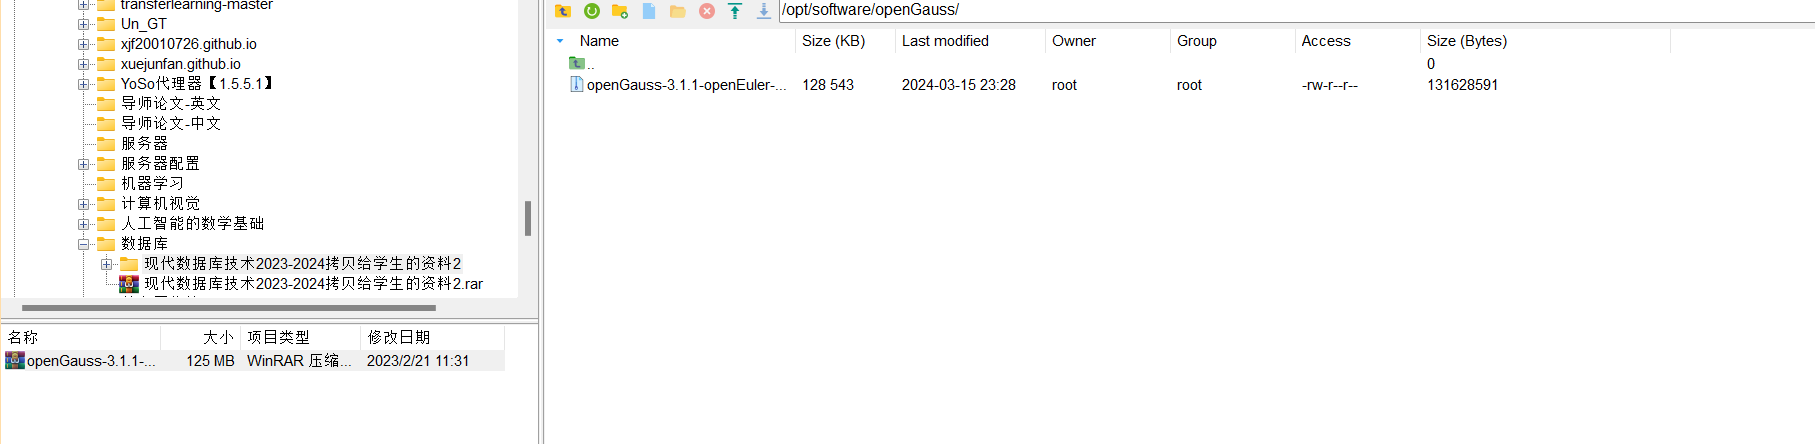 transferlearning-master
Un_GT
xjf20010726.github.io
xuejunfan.github.io
YoSo代理器【1.5.5.1】
导师论文-英文
导师论文-中文
服务器
服务器配置
机器学习
计算机视觉
人工智能的数学基础
数据库
现代数据库技术2023-2024拷贝给学生的资料2
现代数据库技术2023-2024拷贝给学生的资料2.rar
名称 大小 项目类型 修改日期
openGauss-3.1.1-... 125 MB WinRAR 压缩... 2023/2/21 11:31
/opt/software/openGauss/
Name Size (KB) Last modified Owner Group Access Size (Bytes)
.. 0
openGauss-3.1.1-openEuler-... 128 543 2024-03-15 23:28 root root -rw-r--r-- 131628591